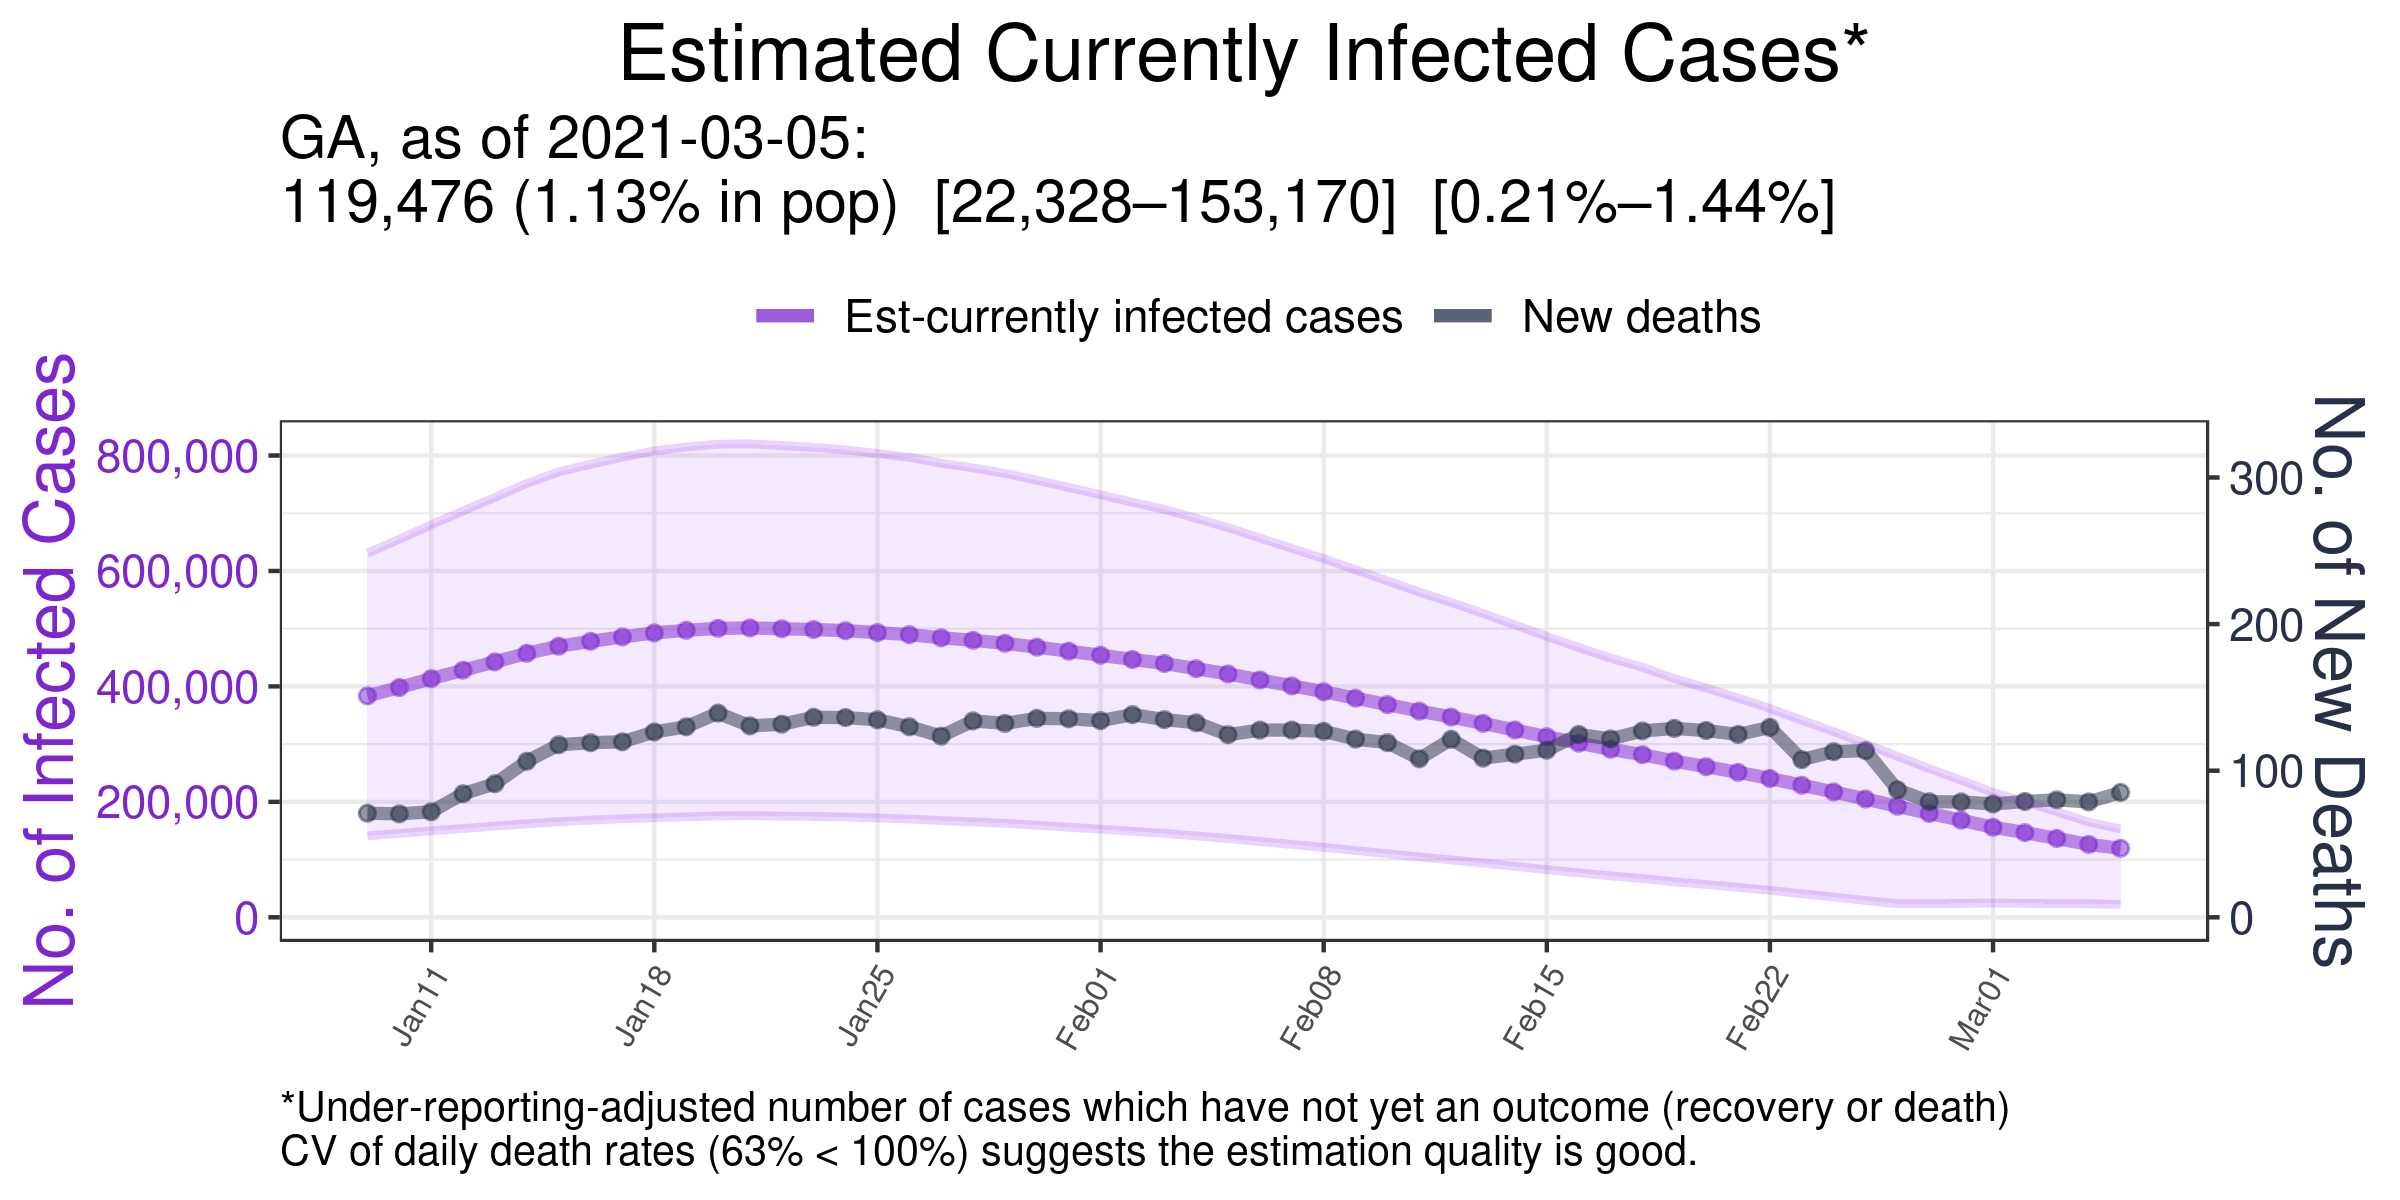 Estimated Currently Infected Cases*
GA, as of 2021-03-05:
119,476 (1.13% in pop)  [22,328–153,170]  [0.21%–1.44%]
Est-currently infected cases
New deaths
No. of Infected Cases
800,000
600,000
400,000
200,000
0
No. of New Deaths
300
200
100
0
Jan11
Jan18
Jan25
Feb01
Feb08
Feb15
Feb22
Mar01
*Under-reporting-adjusted number of cases which have not yet an outcome (recovery or death)
CV of daily death rates (63% < 100%) suggests the estimation quality is good.